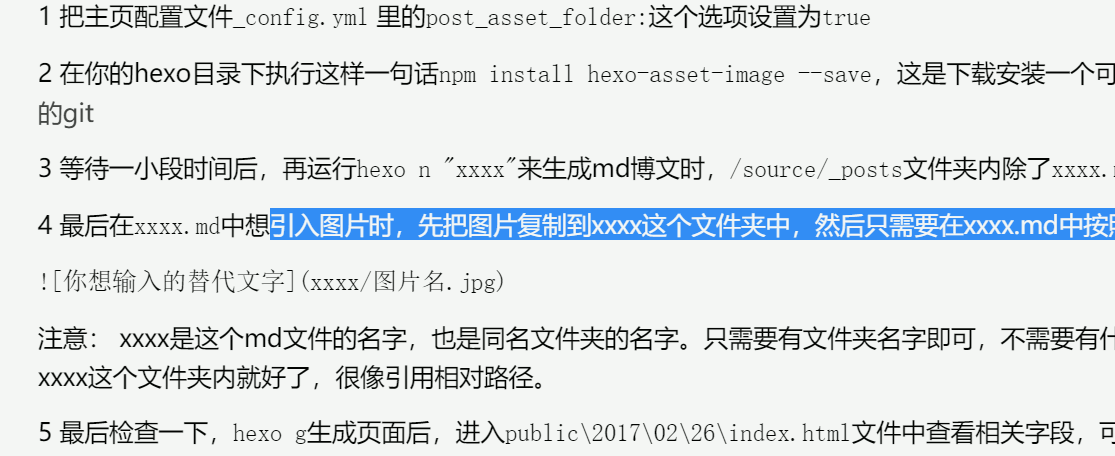 1 把主页配置文件_config.yml 里的post_asset_folder:这个选项设置为true
2 在你的hexo目录下执行这样一句话npm install hexo-asset-image --save，这是下载安装一个可
的git
3 等待一小段时间后，再运行hexo n "xxxx"来生成md博文时，/source/_posts文件夹内除了xxxx.
4 最后在xxxx.md中想引入图片时，先把图片复制到xxxx这个文件夹中，然后只需要在xxxx.md中按照
![你想输入的替代文字](xxxx/图片名.jpg)
注意： xxxx是这个md文件的名字，也是同名文件夹的名字。只需要有文件夹名字即可，不需要有什
xxxx这个文件夹内就好了，很像引用相对路径。
5 最后检查一下，hexo g生成页面后，进入public\2017\02\26\index.html文件中查看相关字段，可